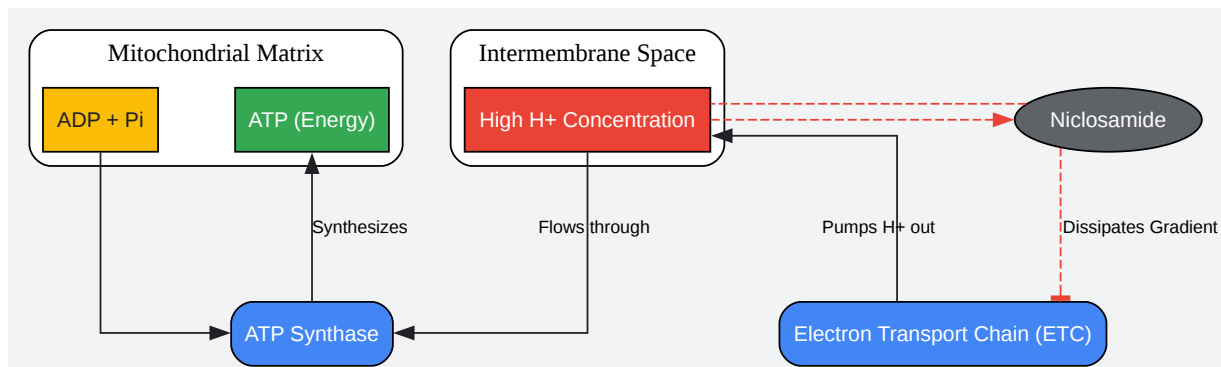 Mitochondrial Matrix
Intermembrane Space
ADP + Pi
ATP (Energy)
High H+ Concentration
Niclosamide
Synthesizes
Flows through
Pumps H+ out
Dissipates Gradient
ATP Synthase
Electron Transport Chain (ETC)